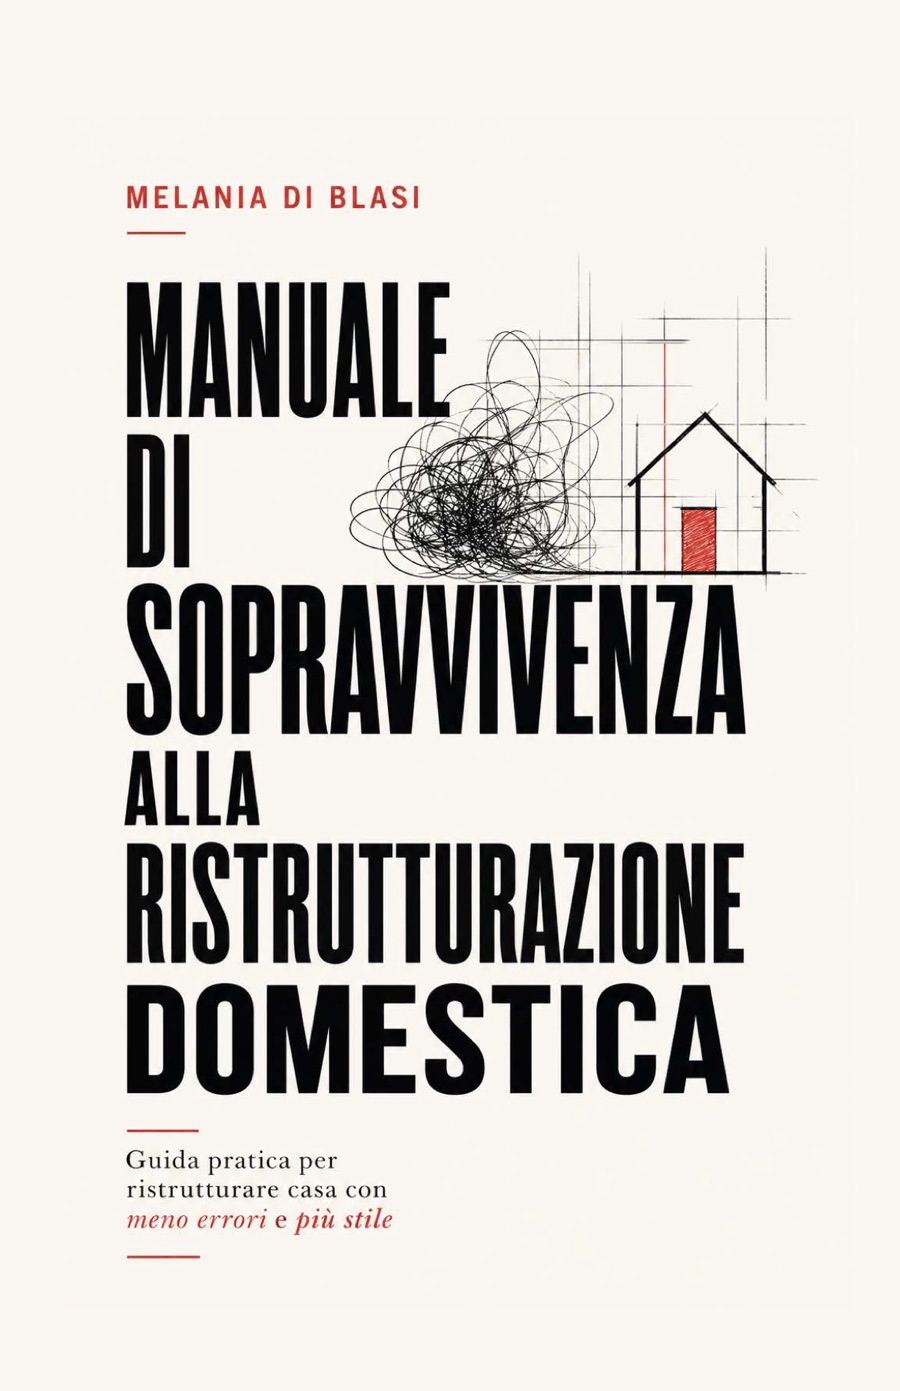 MELANIA DI BLASI
MANUALE
DI
SOPRAVVIVENZA
ALLA
RISTRUTTURAZIONE
DOMESTICA
Guida pratica per
ristrutturare casa con
meno errori e più stile